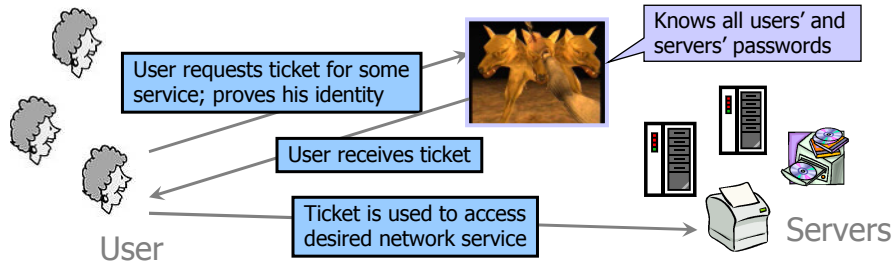 Knows all users’ and
servers’ passwords
User requests ticket for some
service; proves his identity
User receives ticket
Ticket is used to access
desired network service
User
Servers